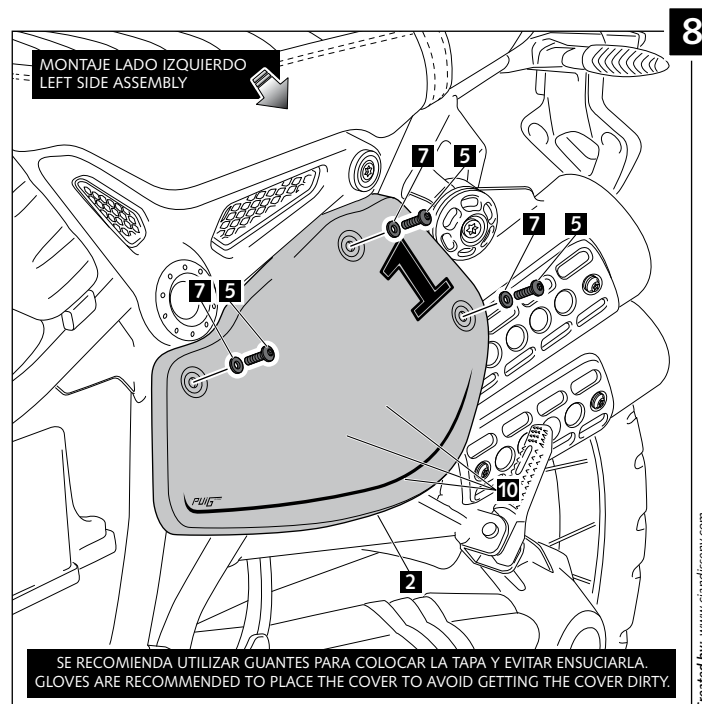 8
MONTAJE LADO IZQUIERDO
LEFT SIDE ASSEMBLY
7 5
7 5
7 5
1
10
PUIG
2
SE RECOMIENDA UTILIZAR GUANTES PARA COLOCAR LA TAPA Y EVITAR ENSUCIARLA.
GLOVES ARE RECOMMENDED TO PLACE THE COVER TO AVOID GETTING THE COVER DIRTY.